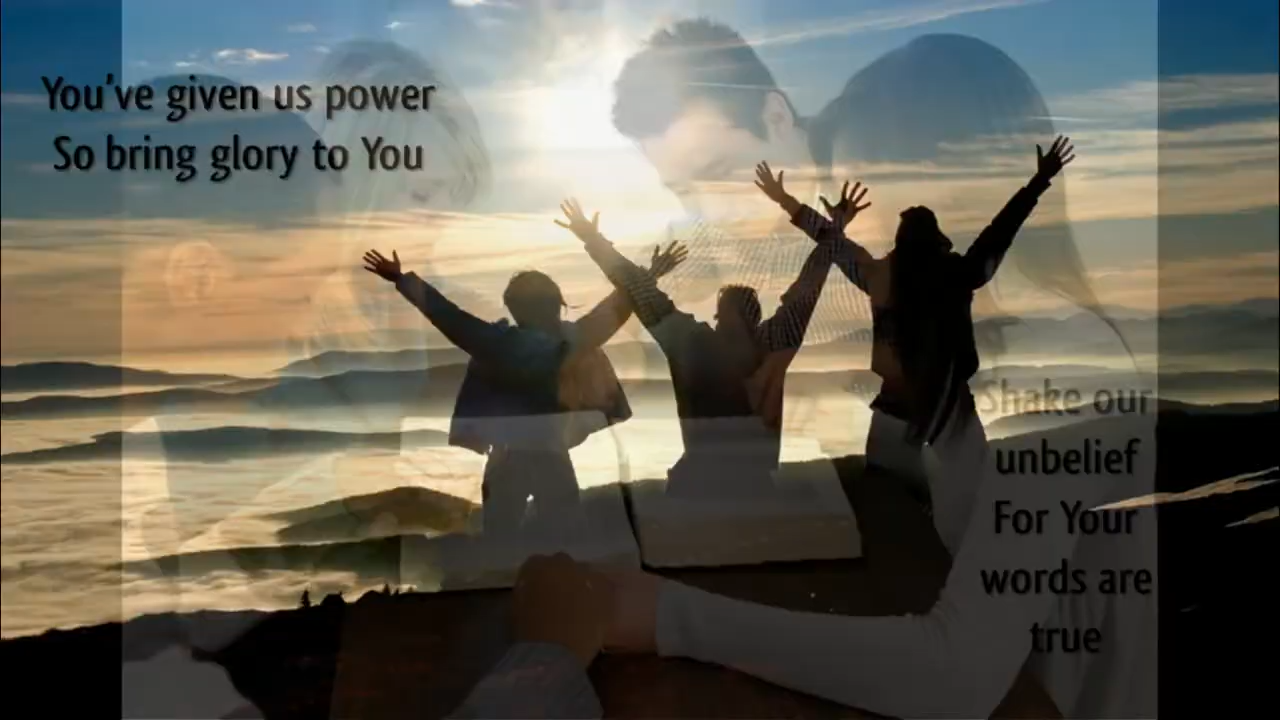 You've given us power
So bring glory to You
Shake our
unbelief
For Your
words are
true